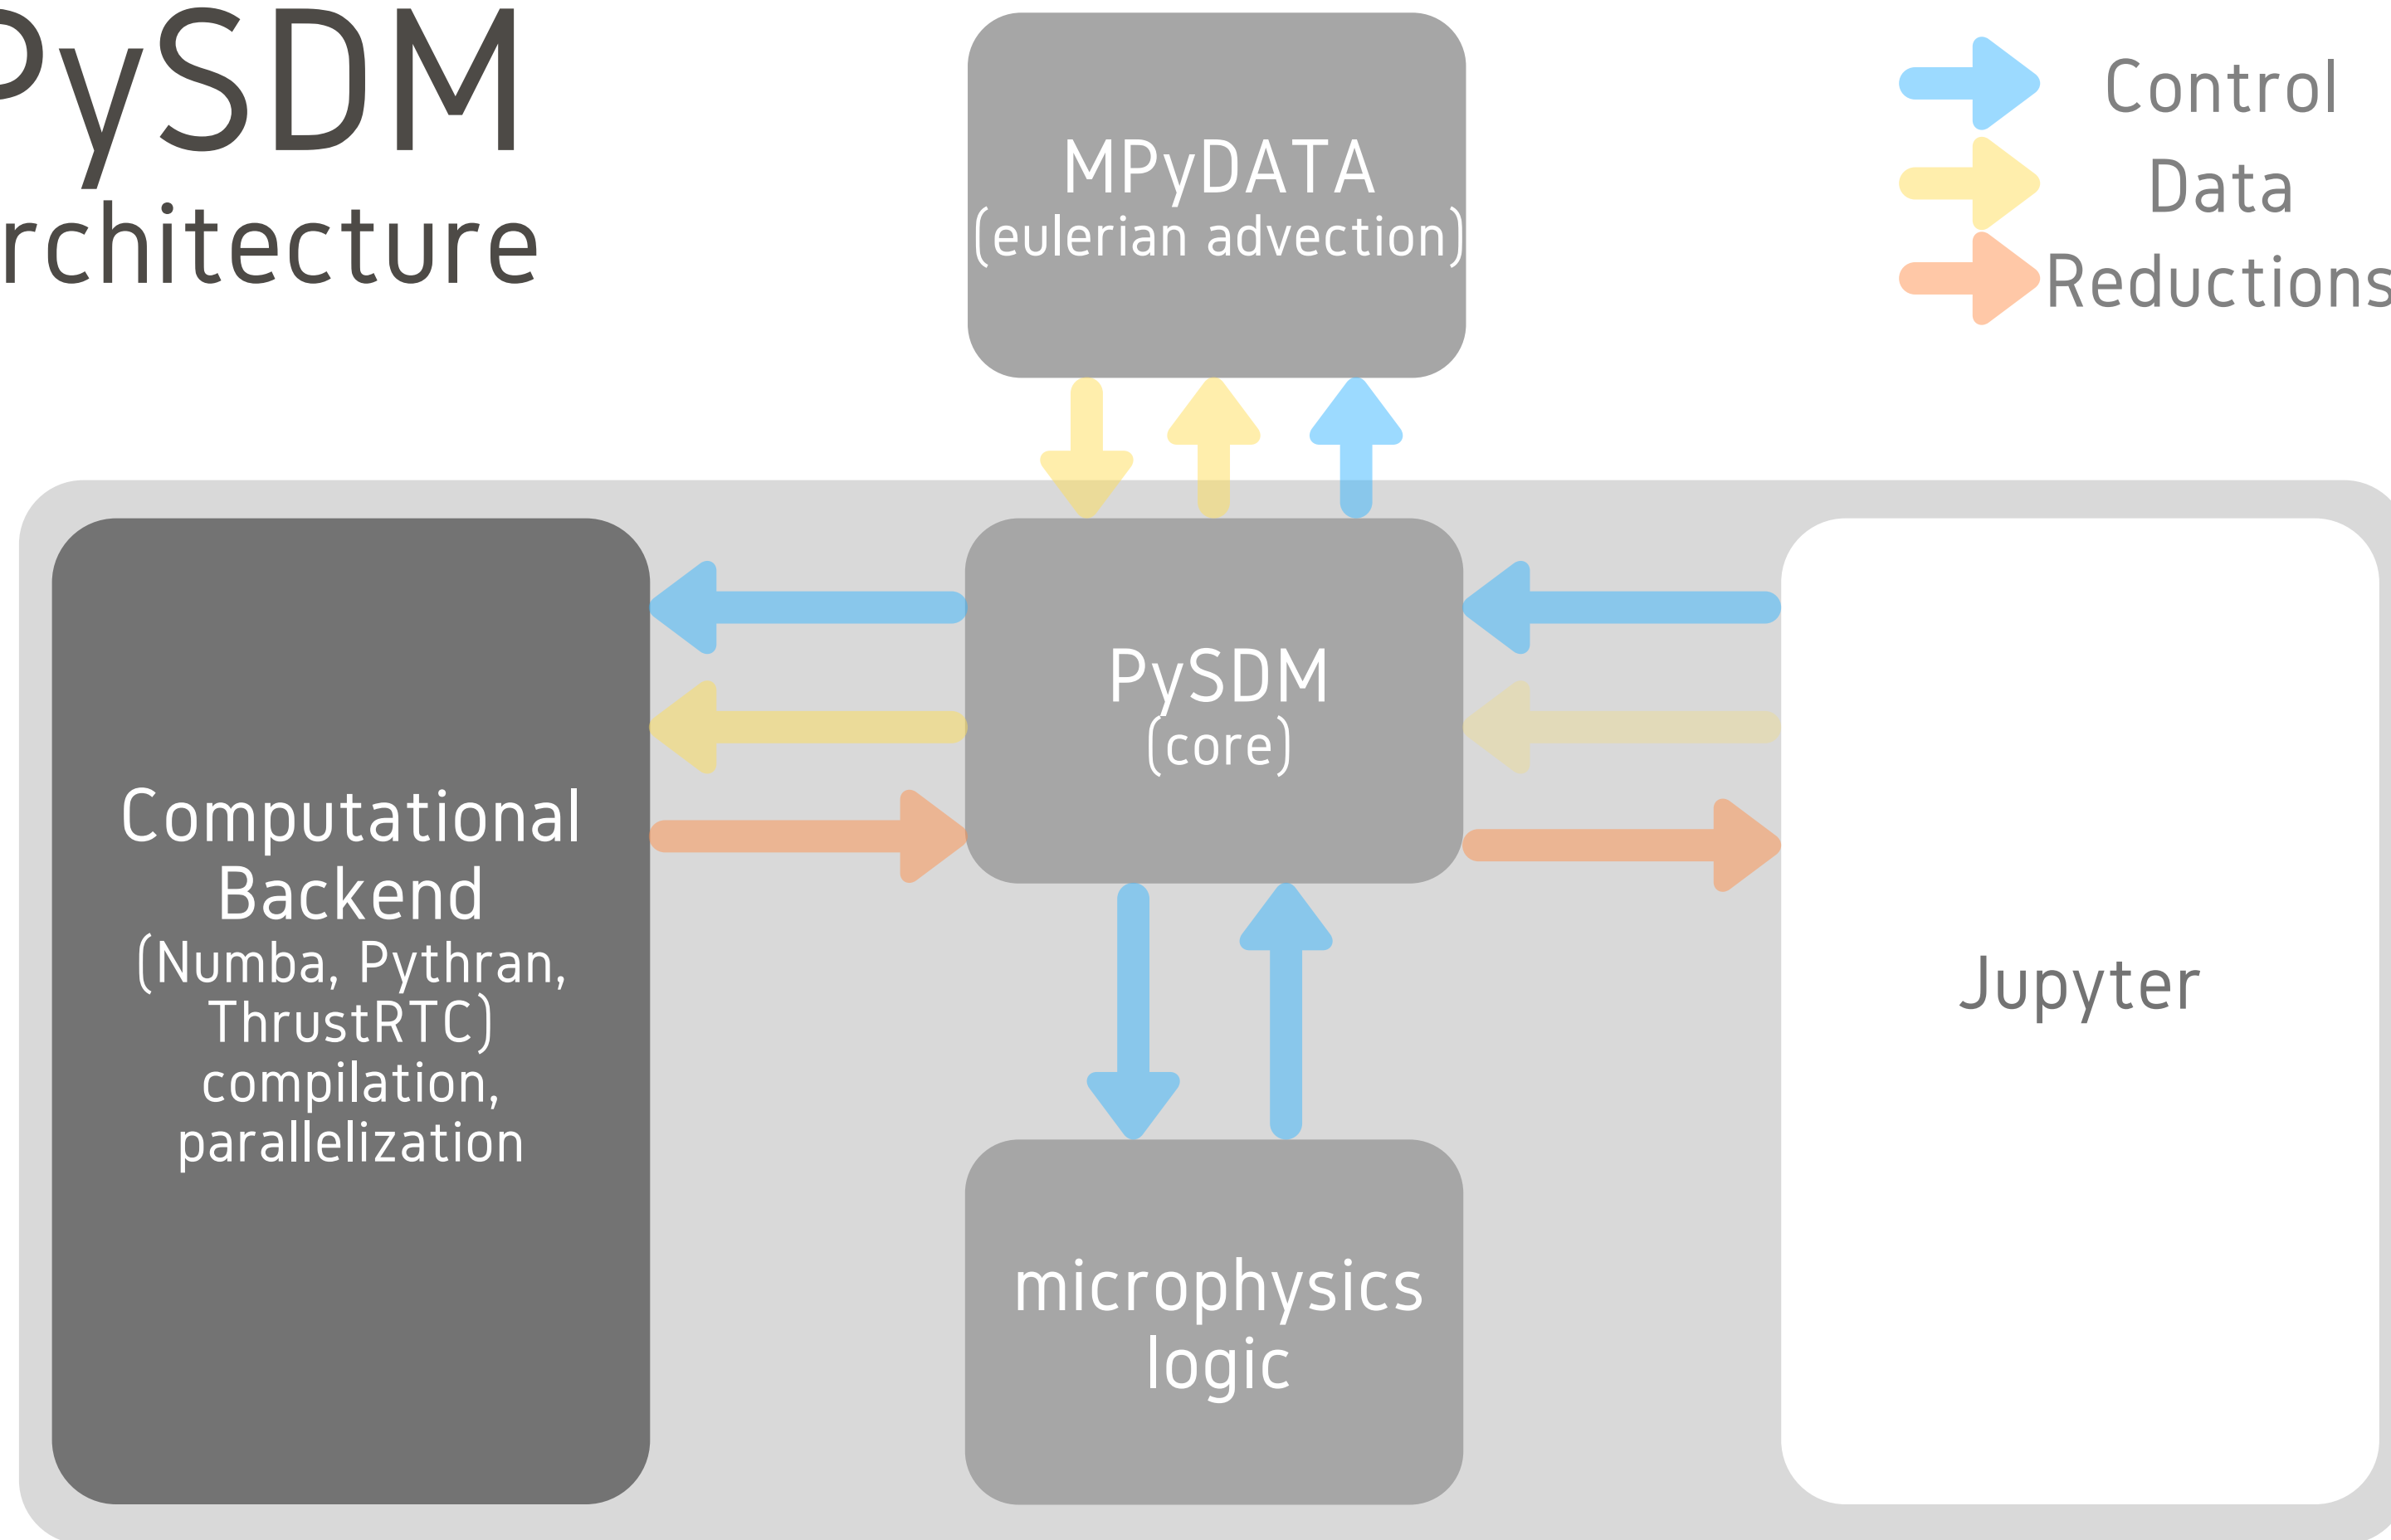 PySDM
rchitecture
MPyDATA
(eulerian advection)
Control
Data
Reductions
Computational
Backend
(Numba, Pythran,
ThrustRTC)
compilation,
parallelization
PySDM
(core)
microphysics
logic
Jupyter